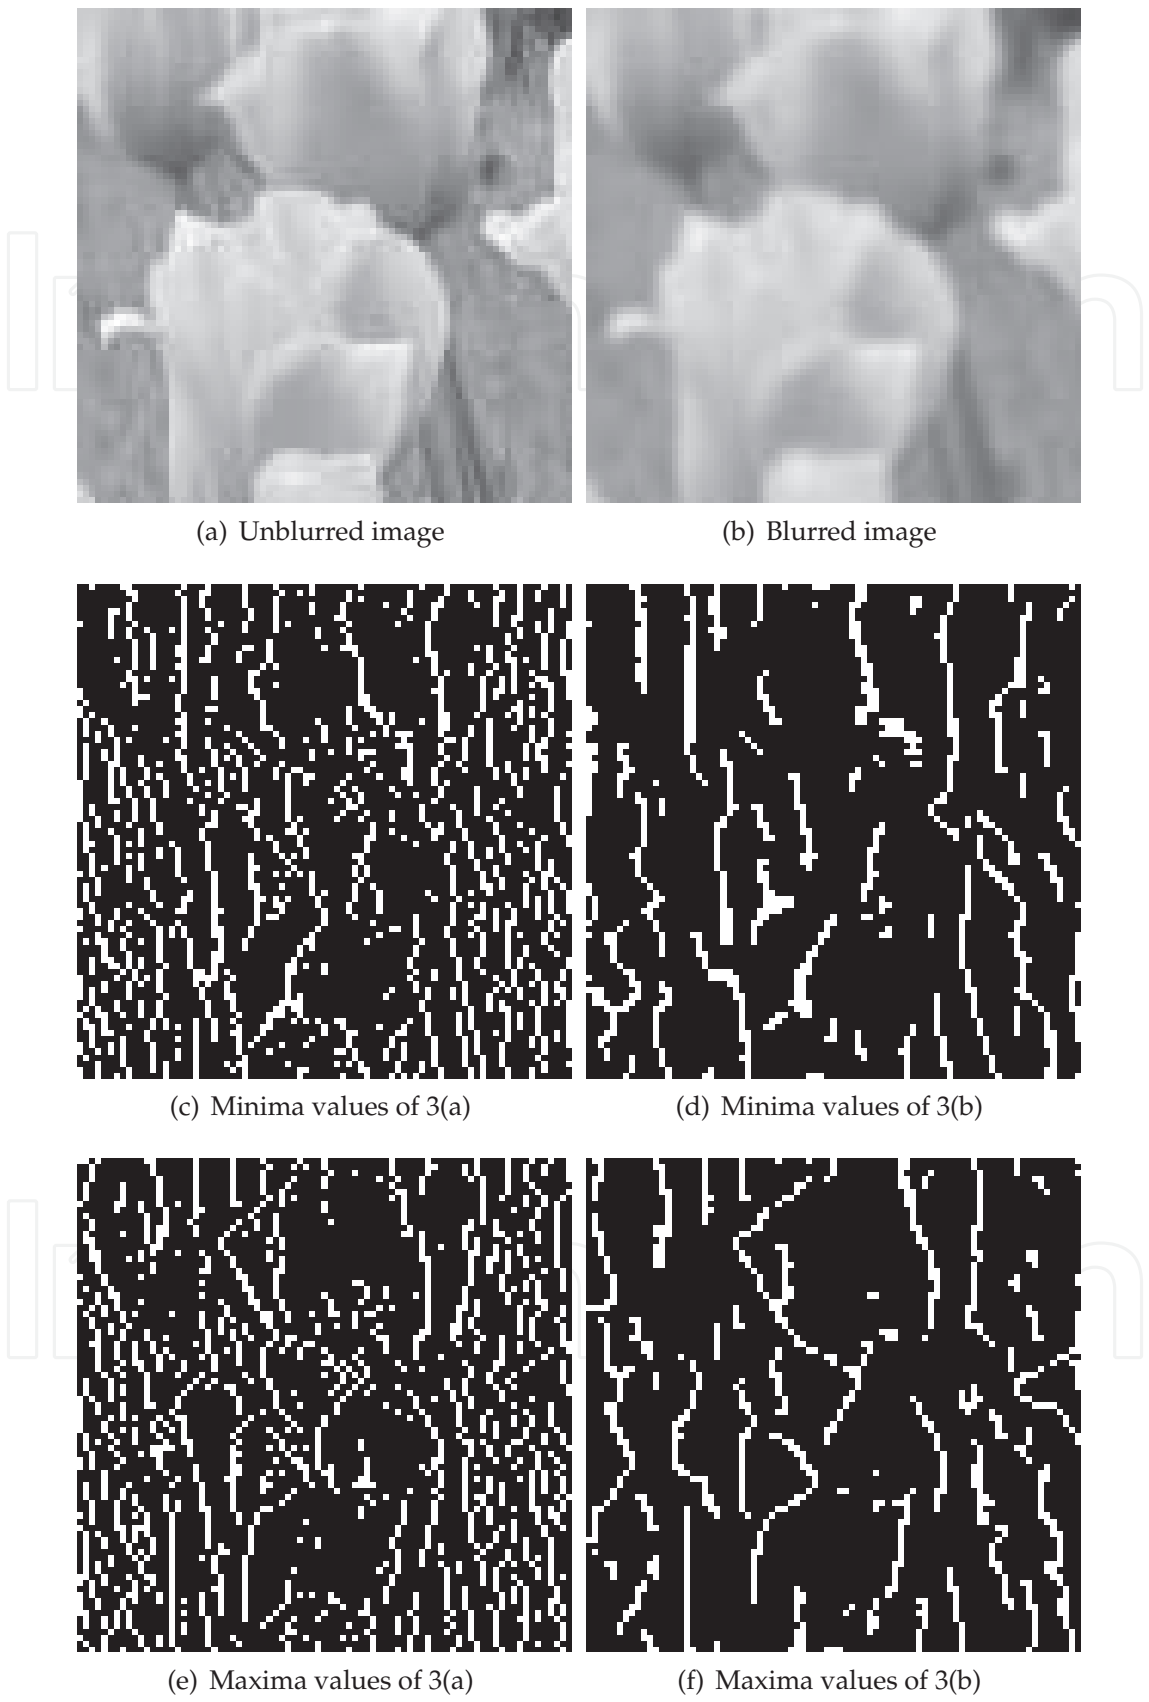 (a) Unblurred image
(b) Blurred image
(c) Minima values of 3(a)
(d) Minima values of 3(b)
(e) Maxima values of 3(a)
(f) Maxima values of 3(b)